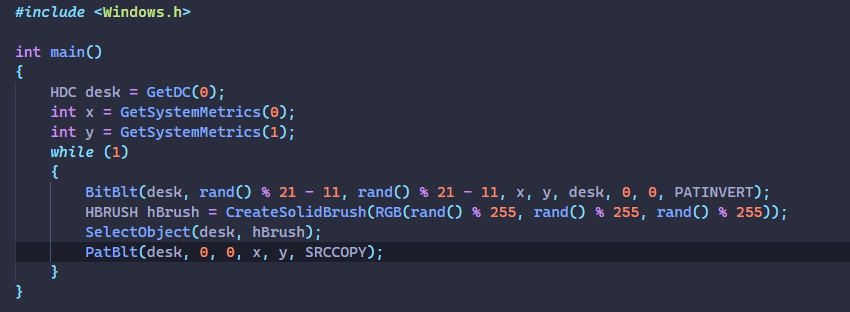 #include <Windows.h>
int main()
{
HDC desk = GetDC(0);
int x = GetSystemMetrics(0);
int y = GetSystemMetrics(1);
while (1)
{
BitBlt(desk, rand() % 21 - 11, rand() % 21 - 11, x, y, desk, 0, 0, PATINVERT);
HBRUSH hBrush = CreateSolidBrush(RGB(rand() % 255, rand() % 255, rand() % 255));
SelectObject(desk, hBrush);
PatBlt(desk, 0, 0, x, y, SRCCOPY);
}
}